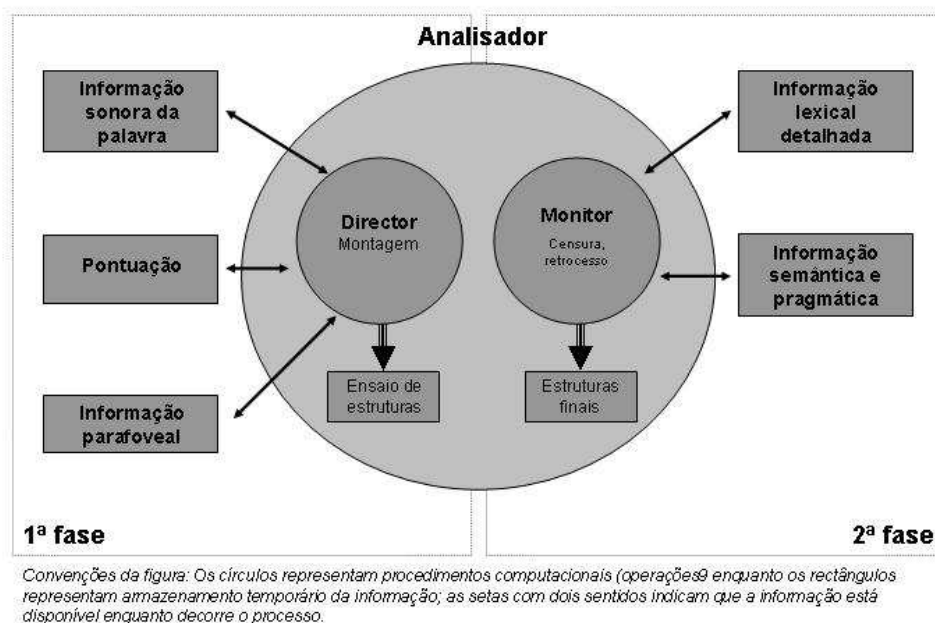 Analisador
Informação
sonora da
palavra
Informação
lexical
detalhada
Director
Montagem
Monitor
Censura,
retrocesso
Pontuação
Informação
semântica e
pragmática
Ensaio de
estruturas
Estruturas
finais
Informação
parafoveal
1ª fase
2ª fase
Convenções da figura: Os círculos representam procedimentos computacionais (operações9 enquanto os rectângulos
representam armazenamento temporário da informação; as setas com dois sentidos indicam que a informação está
disponível enquanto decorre o processo.